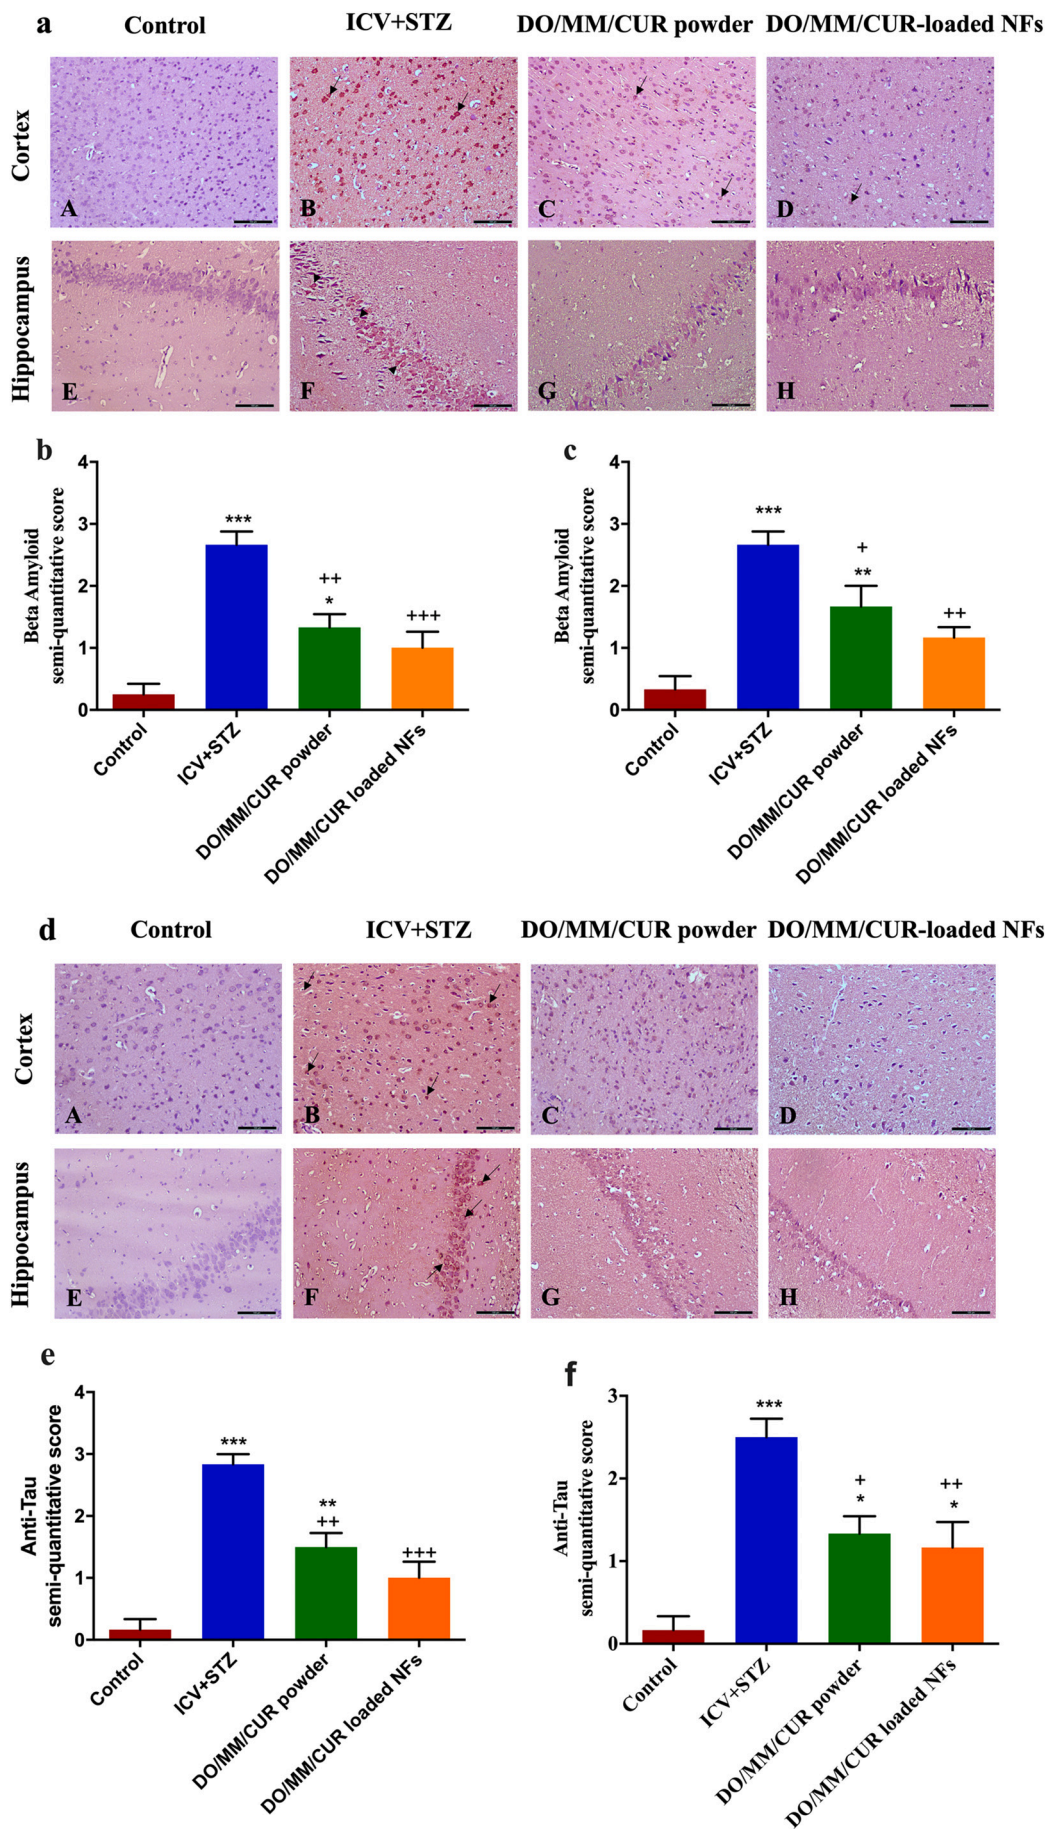 a
Control
ICV+STZ
DO/MM/CUR powder
DO/MM/CUR-loaded NFs
Cortex
A
B
C
D
Hippocampus
E
F
G
H
b
Beta Amyloid
semi-quantitative score
4
3
2
1
0
***
++
*
+++
Control
ICV+STZ
DO/MM/CUR powder
DO/MM/CUR loaded NFs
c
Beta Amyloid
semi-quantitative score
4
3
2
1
0
***
+
**
++
Control
ICV+STZ
DO/MM/CUR powder
DO/MM/CUR loaded NFs
d
Control
ICV+STZ
DO/MM/CUR powder
DO/MM/CUR-loaded NFs
Cortex
A
B
C
D
Hippocampus
E
F
G
H
e
Anti-Tau
semi-quantitative score
4
3
2
1
0
***
**
++
+++
Control
ICV+STZ
DO/MM/CUR powder
DO/MM/CUR loaded NFs
f
Anti-Tau
semi-quantitative score
3
2
1
0
***
+
*
++
*
Control
ICV+STZ
DO/MM/CUR powder
DO/MM/CUR loaded NFs